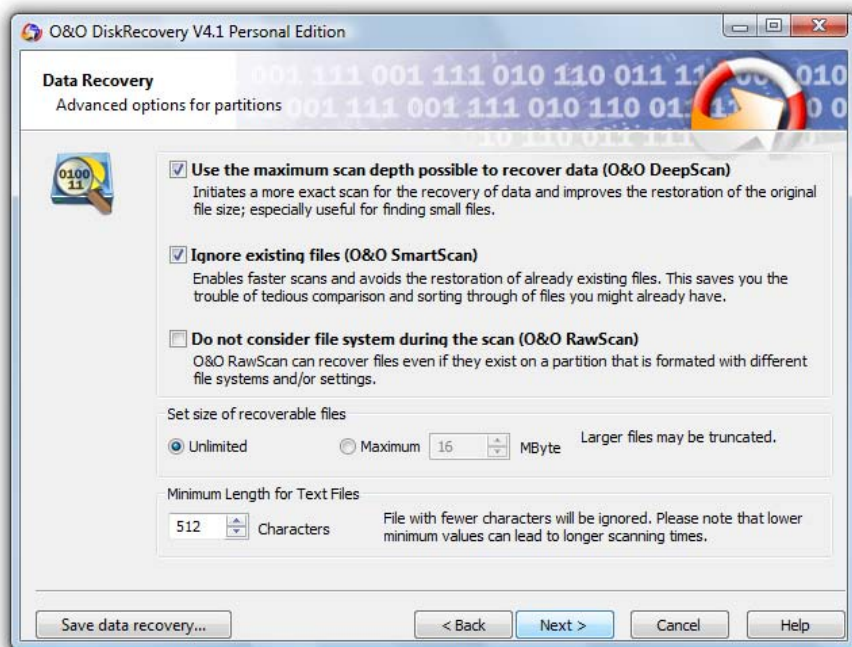 O&O DiskRecovery V4.1 Personal Edition
Data Recovery
Advanced options for partitions
001 111 001 111 010 110 011 11 010
001 111 001 111 010 110 01
0100
11
Use the maximum scan depth possible to recover data (O&O DeepScan)
Initiates a more exact scan for the recovery of data and improves the restoration of the original
file size; especially useful for finding small files.
Ignore existing files (O&O SmartScan)
Enables faster scans and avoids the restoration of already existing files. This saves you the
trouble of tedious comparison and sorting through of files you might already have.
Do not consider file system during the scan (O&O RawScan)
O&O RawScan can recover files even if they exist on a partition that is formated with different
file systems and/or settings.
Set size of recoverable files
Unlimited Maximum 16 MByte Larger files may be truncated.
Minimum Length for Text Files
512 Characters File with fewer characters will be ignored. Please note that lower
minimum values can lead to longer scanning times.
Save data recovery... < Back Next > Cancel Help